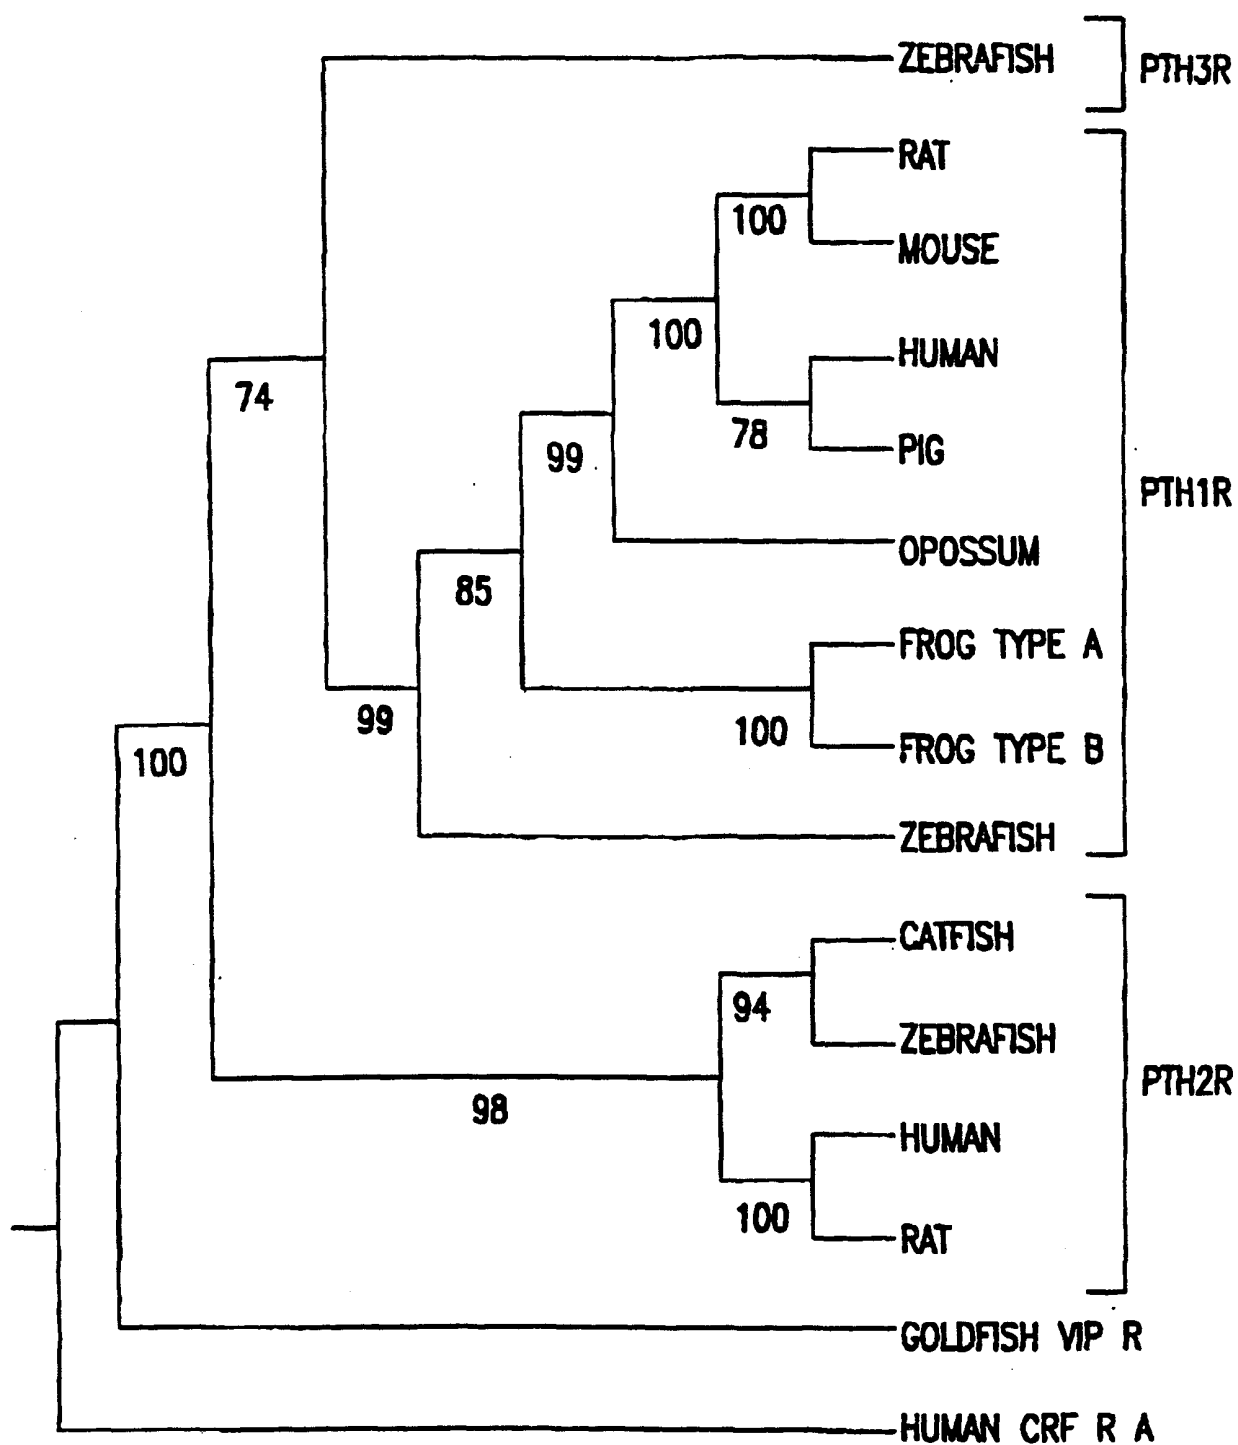 ZEBRAFISH
PTH3R
RAT
100
MOUSE
100
HUMAN
74
78
PIG
99
PTH1R
OPOSSUM
85
FROG TYPE A
99
100
FROG TYPE B
100
ZEBRAFISH
CATFISH
94
ZEBRAFISH
PTH2R
98
HUMAN
100
RAT
GOLDFISH VIP R
HUMAN CRF R A